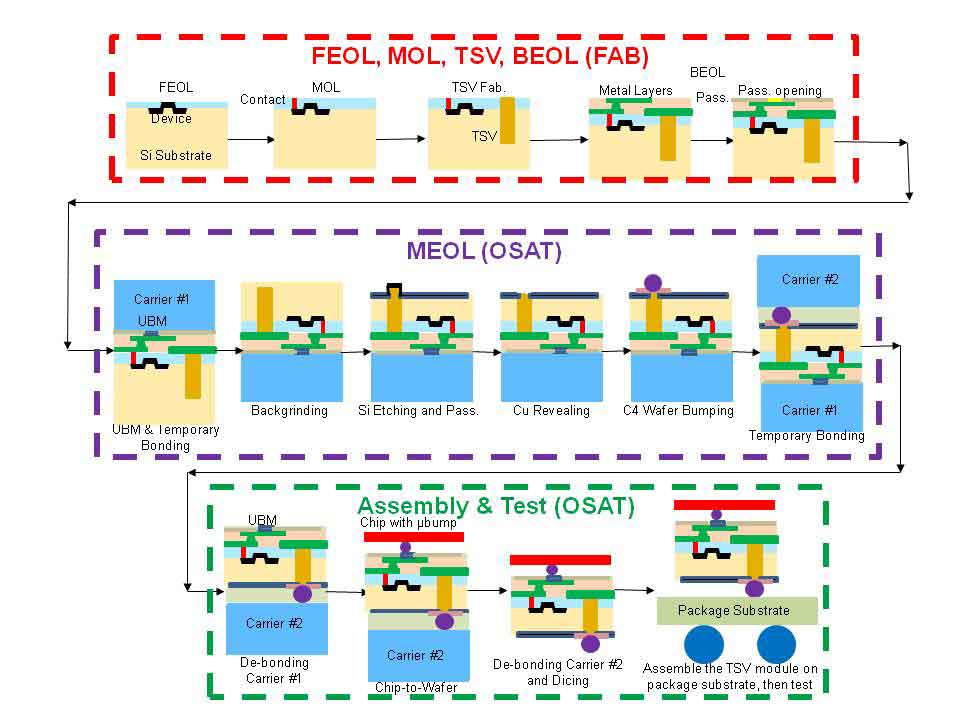 FEOL, MOL, TSV, BEOL (FAB)
FEOL
Device
Si Substrate
Contact
MOL
TSV Fab.
TSV
Metal Layers
BEOL
Pass.
Pass. opening
MEOL (OSAT)
Carrier #1
UBM
UBM & Temporary
Bonding
Backgrinding
Si Etching and Pass.
Cu Revealing
C4 Wafer Bumping
Carrier #2
Carrier #1
Temporary Bonding
Assembly & Test (OSAT)
UBM
Carrier #2
De-bonding
Carrier #1
Chip with µbump
Carrier #2
Chip-to-Wafer
De-bonding Carrier #2
and Dicing
Package Substrate
Assemble the TSV module on
package substrate, then test